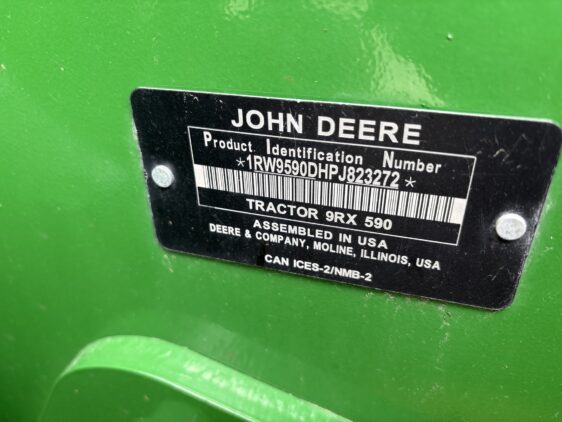 JOHN DEERE
Product Identification Number
*1RW9590DHPJ823272*
TRACTOR 9RX 590
ASSEMBLED IN USA
DEERE & COMPANY, MOLINE, ILLINOIS, USA
CAN ICES-2/NMB-2